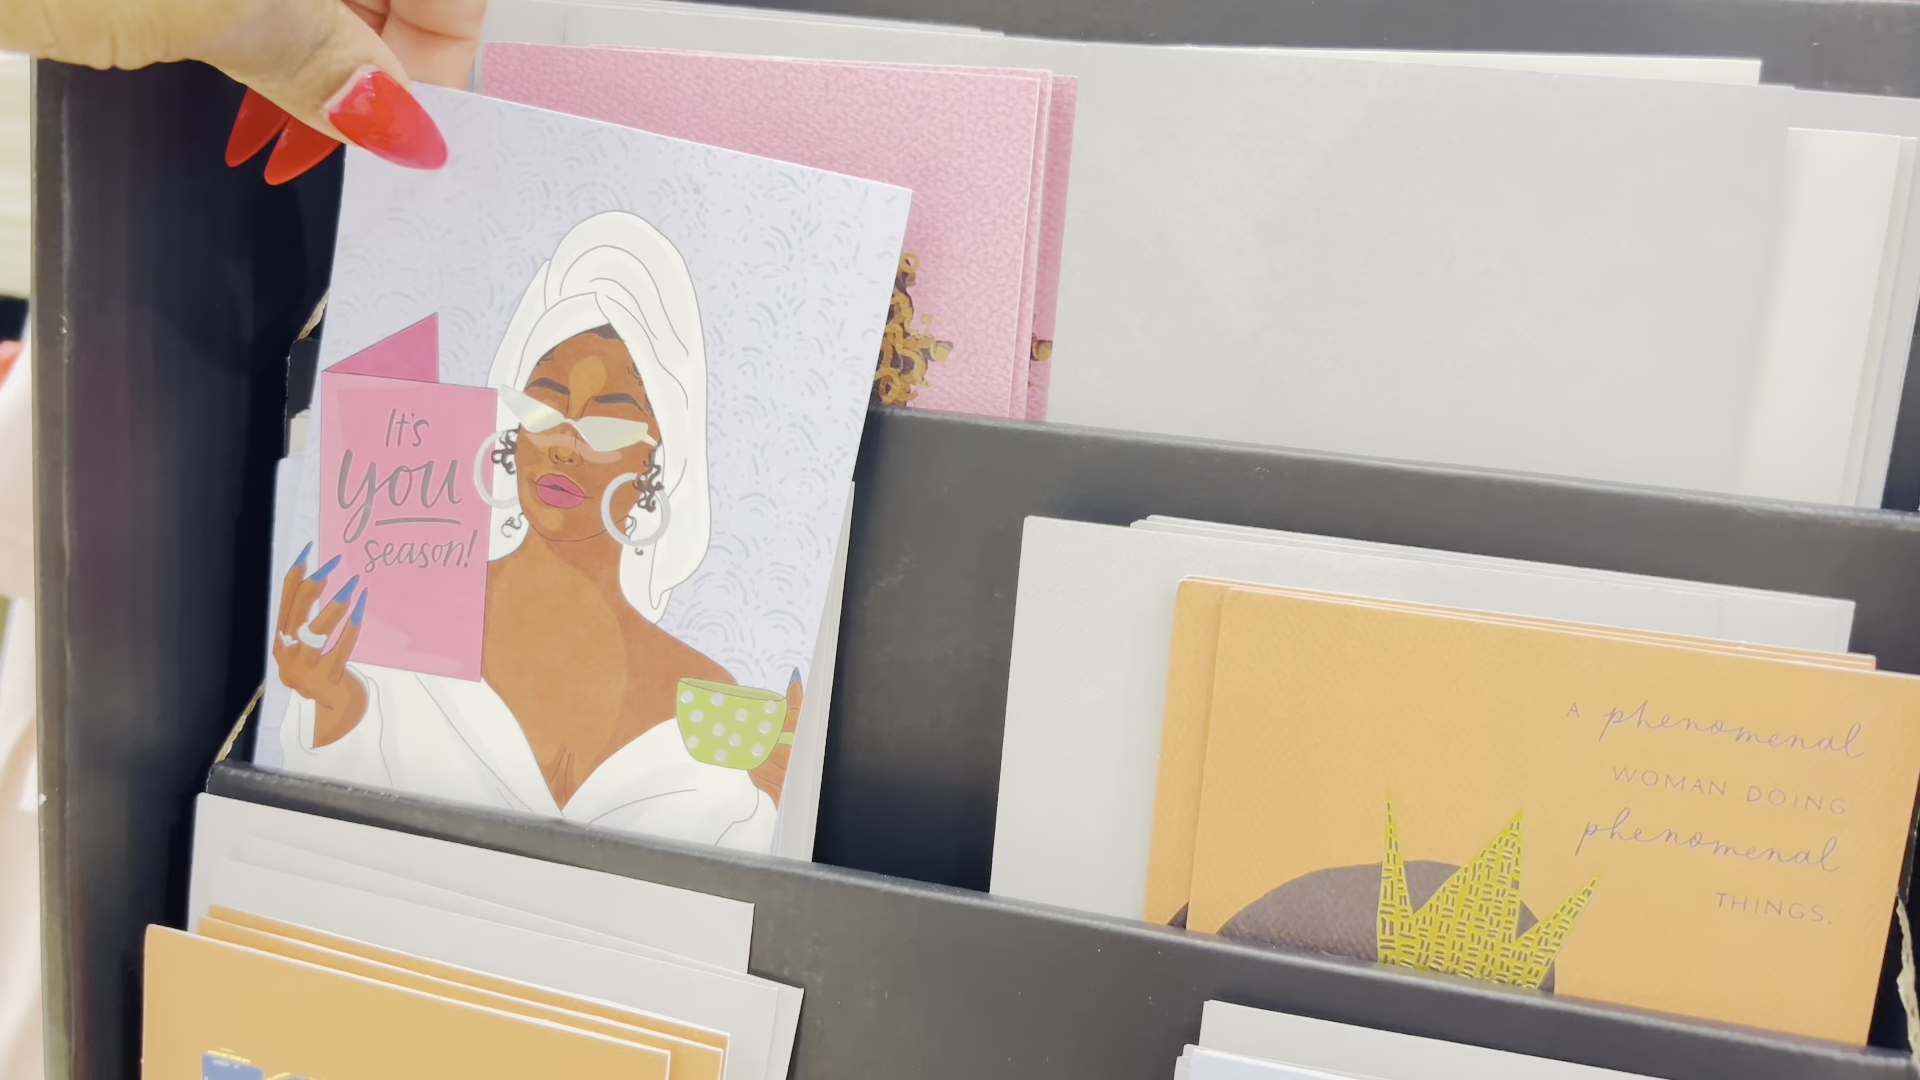 It's
you
season!
A phenomenal
WOMAN DOING
phenomenal
THINGS.